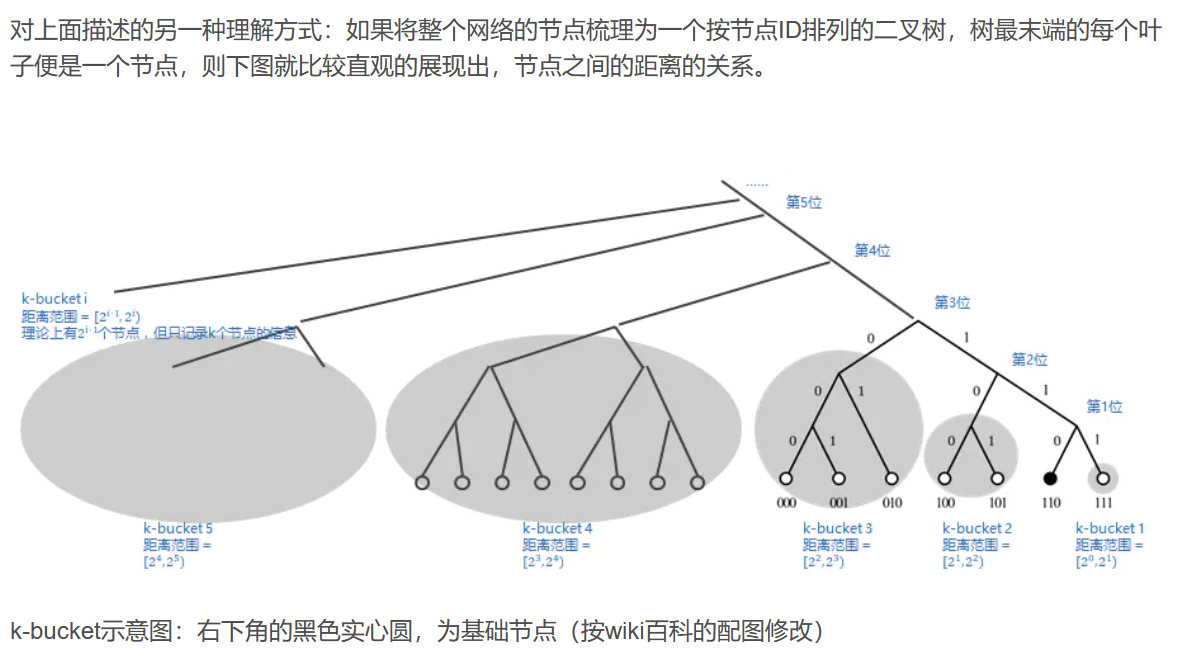 对上面描述的另一种理解方式：如果将整个网络的节点梳理为一个按节点ID排列的二叉树，树最末端的每个叶
子便是一个节点，则下图就比较直观的展现出，节点之间的距离的关系。
......
第5位
第4位
k-bucket i
距离范围 = [2^{i-1}, 2^i)
理论上有2^{i-1}个节点，但只记录k个节点的信息
第3位
0 1
第2位
0 1 0 1
第1位
0 1 0 1 0 1
000 001 010 100 101 110 111
k-bucket 5
距离范围 =
[2^4,2^5)
k-bucket 4
距离范围 =
[2^3,2^4)
k-bucket 3
距离范围 =
[2^2,2^3)
k-bucket 2
距离范围 =
[2^1,2^2)
k-bucket 1
距离范围 =
[2^0,2^1)
k-bucket示意图：右下角的黑色实心圆，为基础节点（按wiki百科的配图修改）